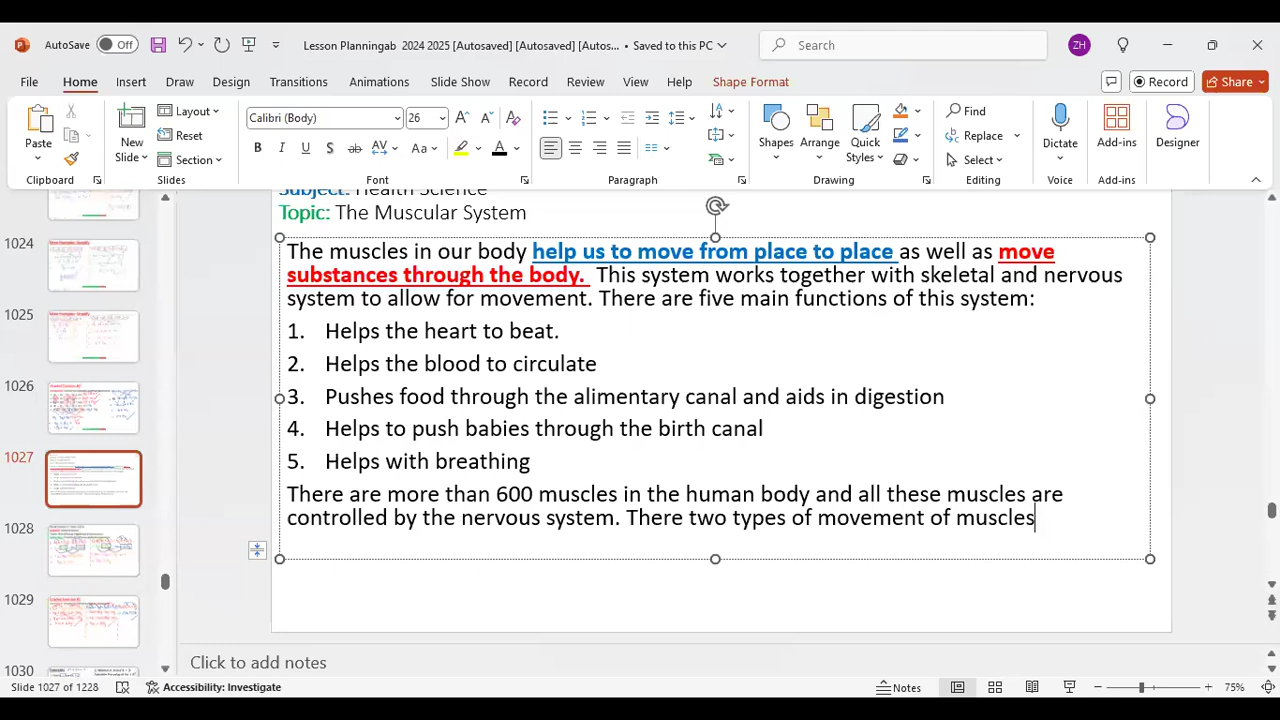 AutoSave Off Lesson Planningab 2024 2025 [Autosaved] [Autosaved] [Autos... • Saved to this PC Search ZH
File Home Insert Draw Design Transitions Animations Slide Show Record Review View Help Shape Format Record Share
Paste New Slide Layout Reset Section Calibri (Body) 26 Shapes Arrange Quick Styles Find Replace Select Dictate Add-ins Designer
Clipboard Slides Font Paragraph Drawing Editing Voice Add-ins
Subject: Health Science
Topic: The Muscular System
The muscles in our body help us to move from place to place as well as move
substances through the body. This system works together with skeletal and nervous
system to allow for movement. There are five main functions of this system:
1. Helps the heart to beat.
2. Helps the blood to circulate
3. Pushes food through the alimentary canal and aids in digestion
4. Helps to push babies through the birth canal
5. Helps with breathing
There are more than 600 muscles in the human body and all these muscles are
controlled by the nervous system. There two types of movement of muscles
1024
1025
1026
1027
1028
1029
1030
Click to add notes
Slide 1027 of 1228 Accessibility: Investigate Notes 75%